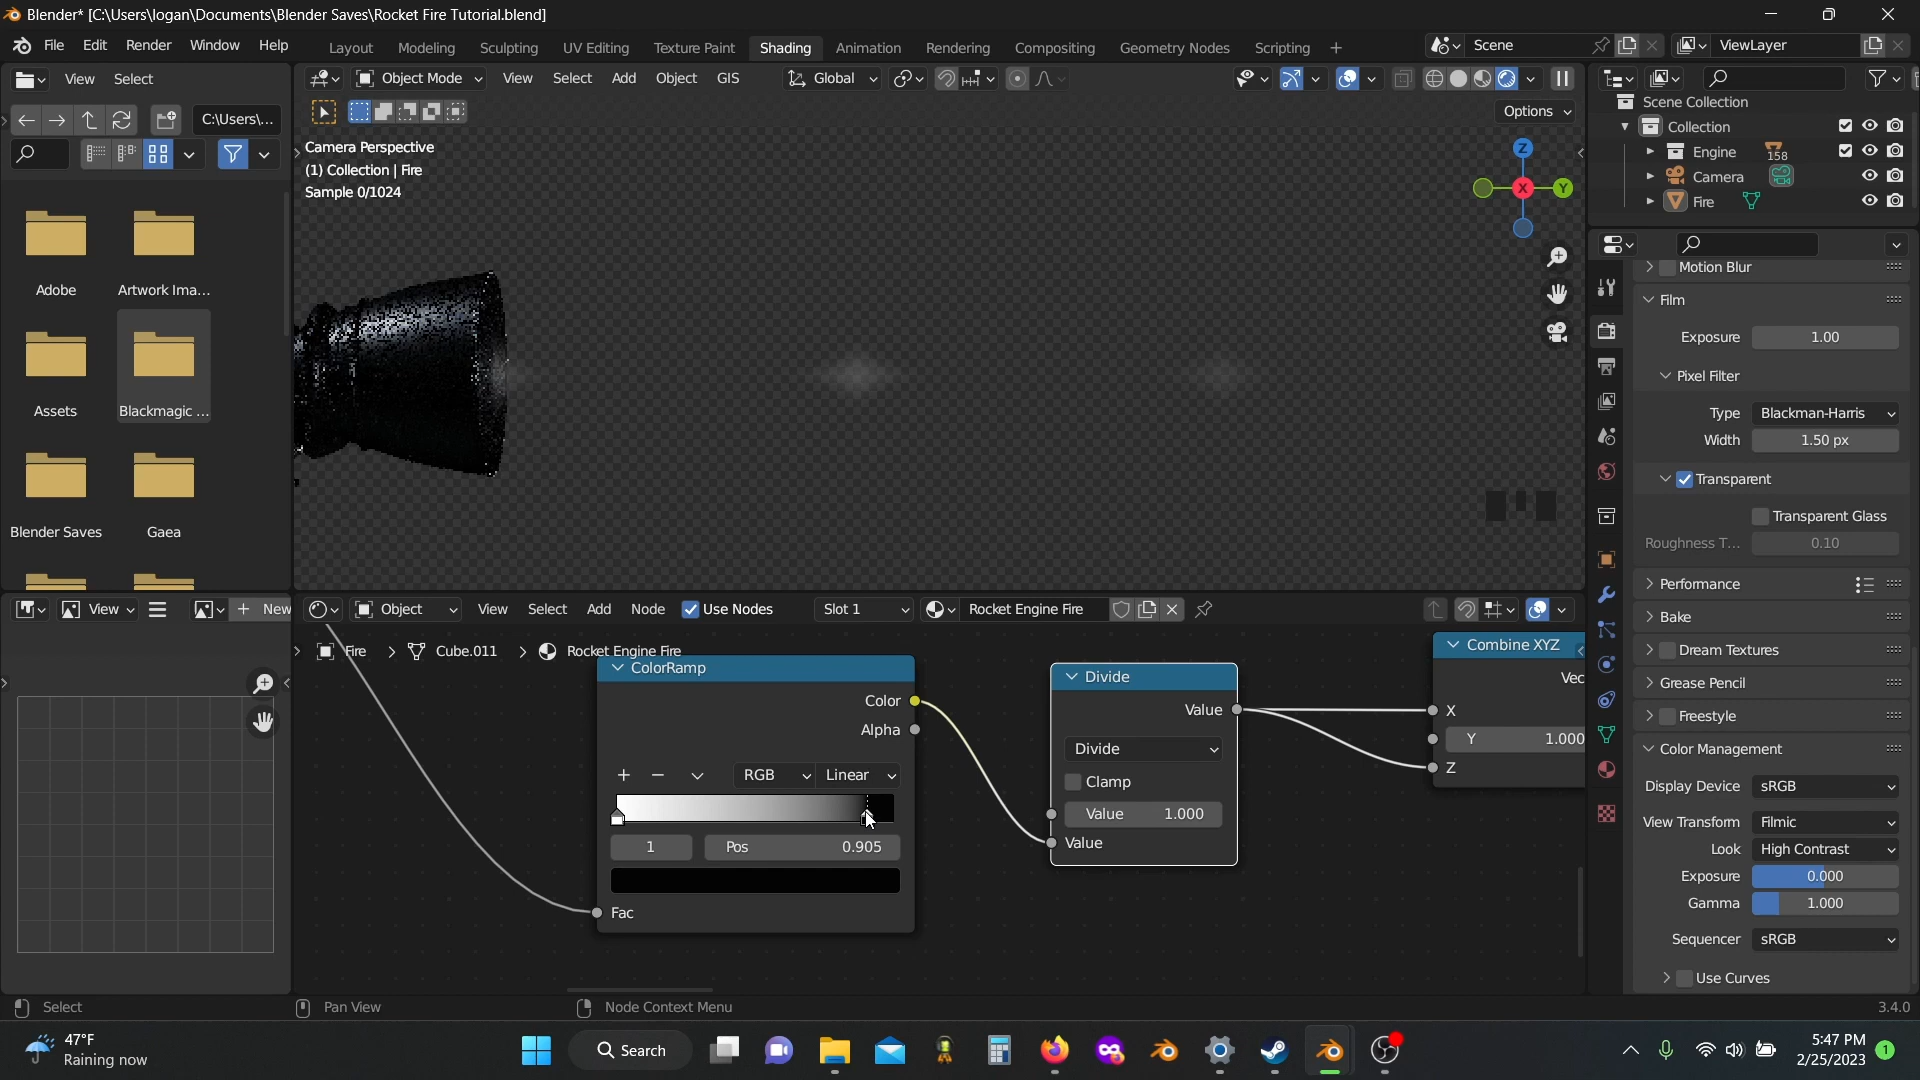 Blender* [C:\Users\logan\Documents\Blender Saves\Rocket Fire Tutorial.blend]
File Edit Render Window Help
Layout Modeling Sculpting UV Editing Texture Paint Shading Animation Rendering Compositing Geometry Nodes Scripting +
Scene
ViewLayer
View Select
C:\Users\...
Adobe
Artwork Ima...
Assets
Blackmagic ...
Blender Saves
Gaea
Object Mode
View Select Add Object GIS
Global
Options
Camera Perspective
(1) Collection | Fire
Sample 0/1024
Z
X
Y
Scene Collection
Collection
Engine
158
Camera
Fire
Motion Blur
Film
Exposure 1.00
Pixel Filter
Type Blackman-Harris
Width 1.50 px
Transparent
Transparent Glass
Roughness T... 0.10
Performance
Bake
Dream Textures
Grease Pencil
Freestyle
Color Management
Display Device sRGB
View Transform Filmic
Look High Contrast
Exposure 0.000
Gamma 1.000
Sequencer sRGB
Use Curves
View
+ New
Object
View Select Add Node
Use Nodes
Slot 1
Rocket Engine Fire
Fire > Cube.011 > Rocket Engine Fire
ColorRamp
Color
Alpha
RGB
Linear
1
Pos 0.905
Fac
Divide
Value
Divide
Clamp
Value 1.000
Value
Combine XYZ
Vec
X
Y 1.000
Z
Select
Pan View
Node Context Menu
3.4.0
47°F
Raining now
Search
5:47 PM
2/25/2023
1